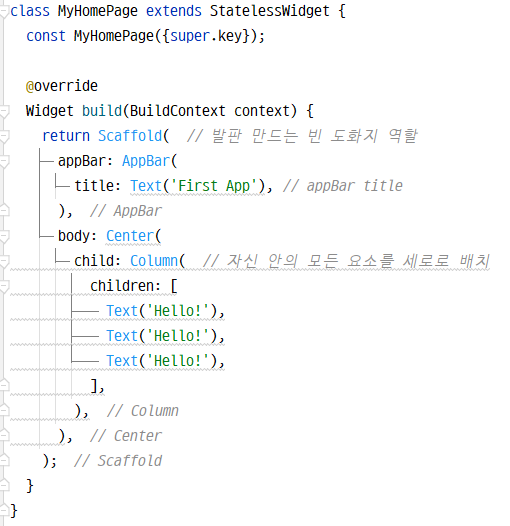 class MyHomePage extends StatelessWidget {
  const MyHomePage({super.key});

  @override
  Widget build(BuildContext context) {
    return Scaffold(  // 발판 만드는 빈 도화지 역할
      appBar: AppBar(
        title: Text('First App'), // appBar title
      ),  // AppBar
      body: Center(
        child: Column(  // 자신 안의 모든 요소를 세로로 배치
          children: [
            Text('Hello!'),
            Text('Hello!'),
            Text('Hello!'),
          ],
        ),  // Column
      ),  // Center
    );  // Scaffold
  }
}